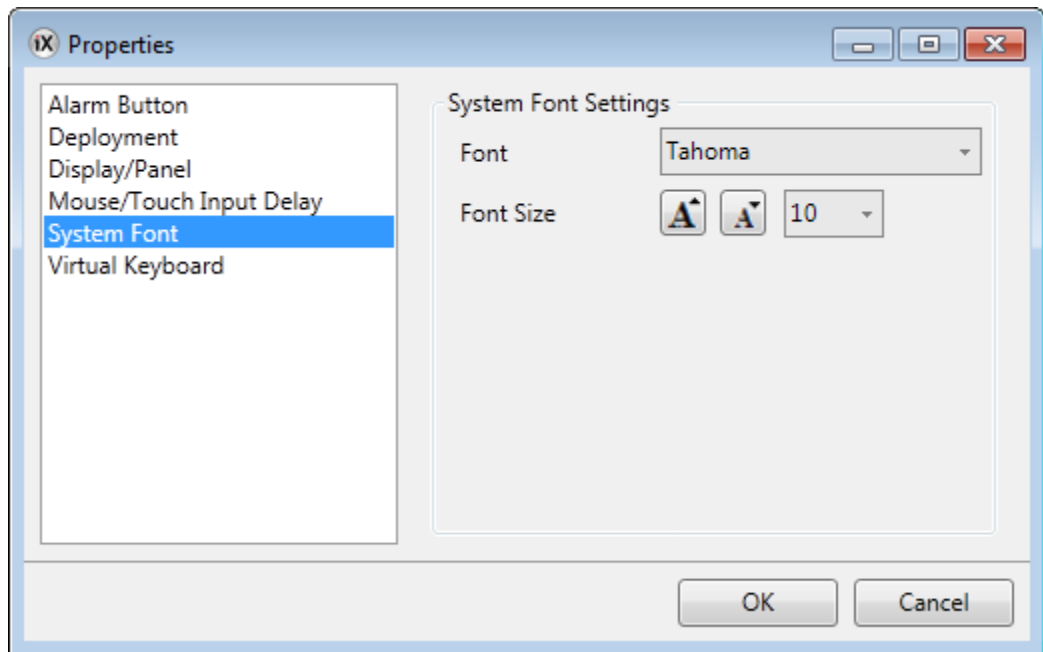 iX Properties
Alarm Button
Deployment
Display/Panel
Mouse/Touch Input Delay
System Font
Virtual Keyboard
System Font Settings
Font Tahoma
Font Size A A 10
OK Cancel